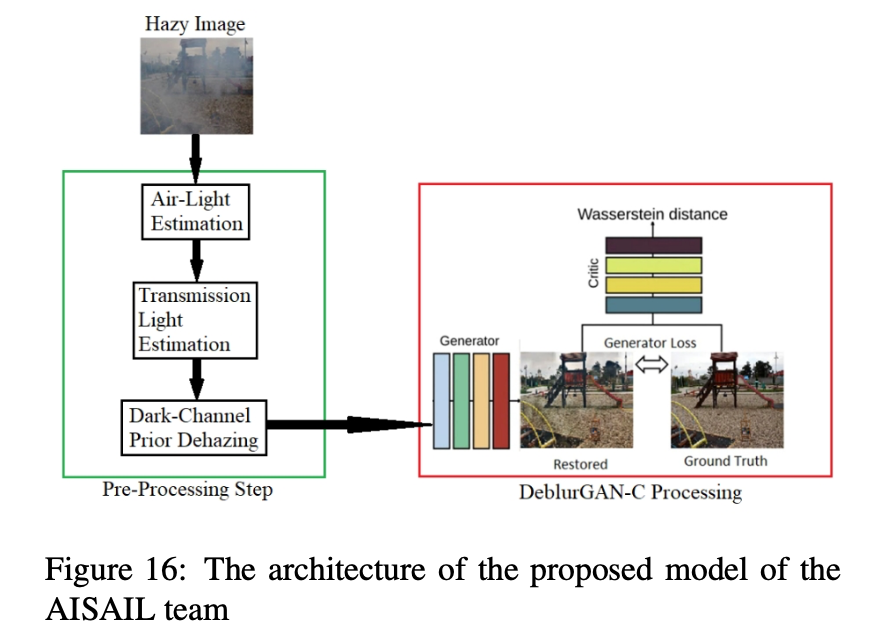 Hazy Image
Air-Light
Estimation
Transmission
Light
Estimation
Dark-Channel
Prior Dehazing
Pre-Processing Step
Wasserstein distance
Critic
Generator
Generator Loss
Restored
Ground Truth
DeblurGAN-C Processing
Figure 16: The architecture of the proposed model of the
AISAIL team